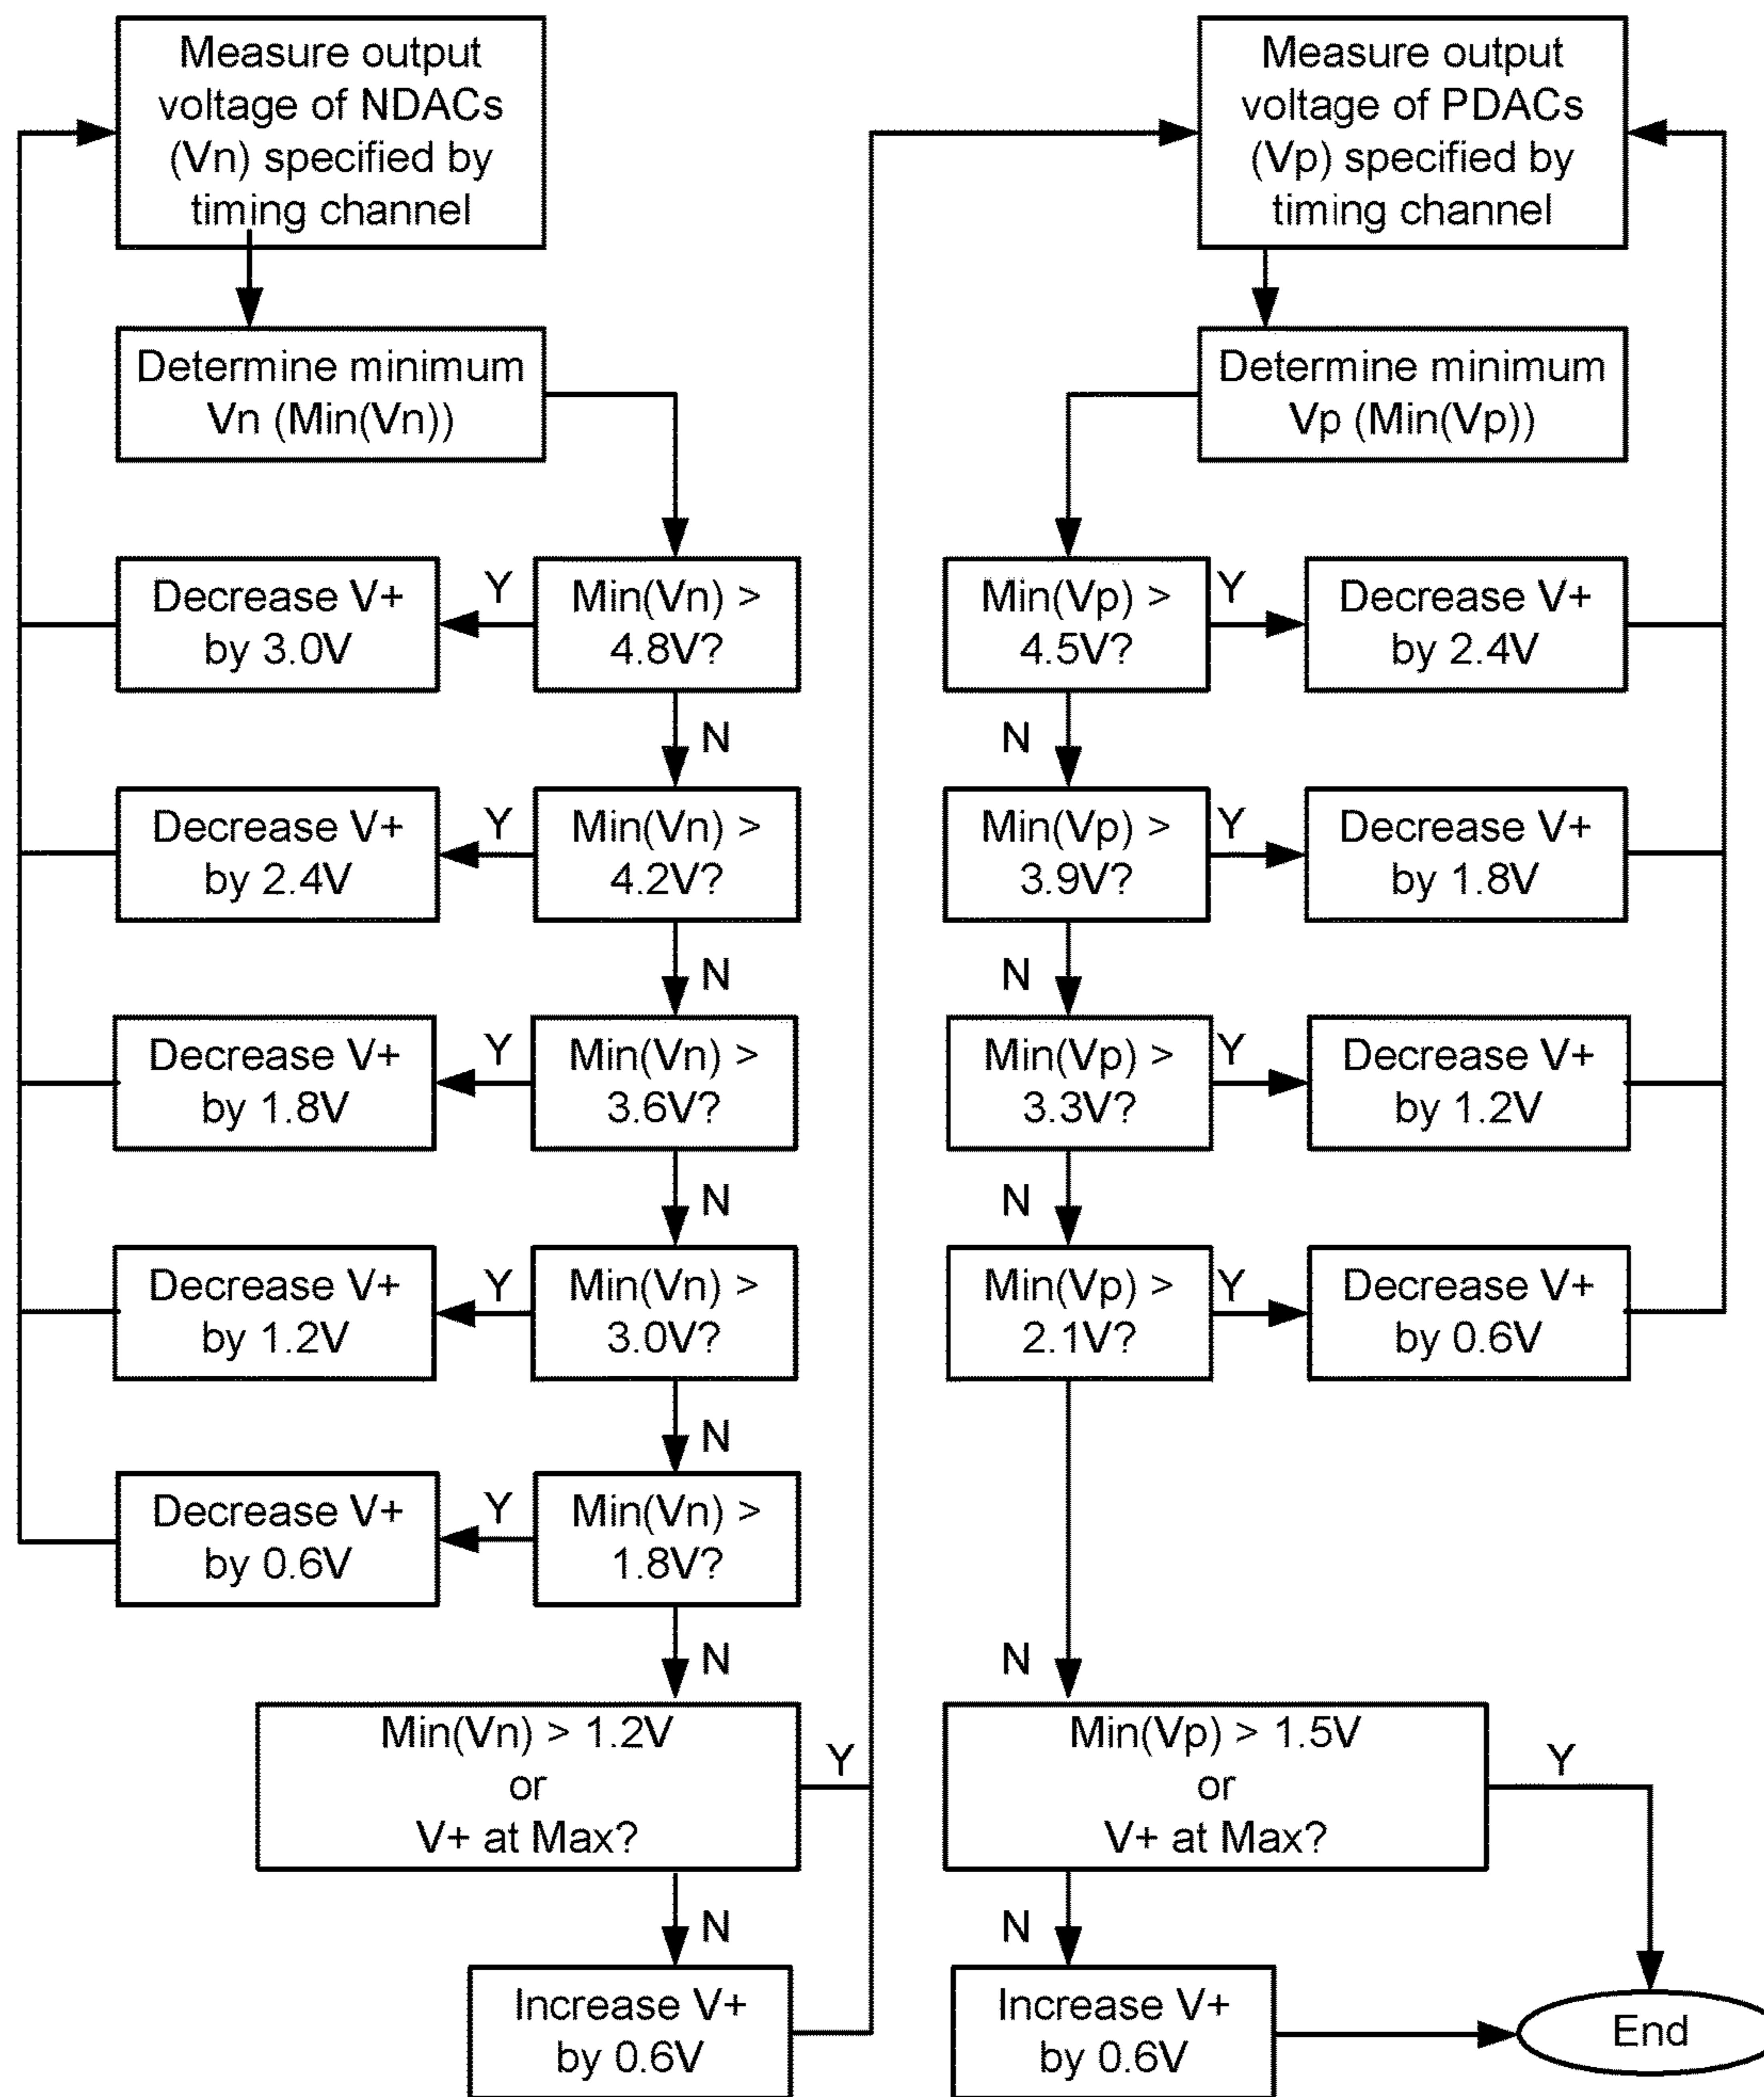 Measure output
voltage of NDACs
(Vn) specified by
timing channel
Determine minimum
Vn (Min(Vn))
Decrease V+
by 3.0V
Y
Min(Vn) >
4.8V?
N
Decrease V+
by 2.4V
Y
Min(Vn) >
4.2V?
N
Decrease V+
by 1.8V
Y
Min(Vn) >
3.6V?
N
Decrease V+
by 1.2V
Y
Min(Vn) >
3.0V?
N
Decrease V+
by 0.6V
Y
Min(Vn) >
1.8V?
N
Min(Vn) > 1.2V
or
V+ at Max?
Y
N
Increase V+
by 0.6V
Measure output
voltage of PDACs
(Vp) specified by
timing channel
Determine minimum
Vp (Min(Vp))
Min(Vp) >
4.5V?
Y
Decrease V+
by 2.4V
N
Min(Vp) >
3.9V?
Y
Decrease V+
by 1.8V
N
Min(Vp) >
3.3V?
Y
Decrease V+
by 1.2V
N
Min(Vp) >
2.1V?
Y
Decrease V+
by 0.6V
N
Min(Vp) > 1.5V
or
V+ at Max?
Y
N
Increase V+
by 0.6V
End